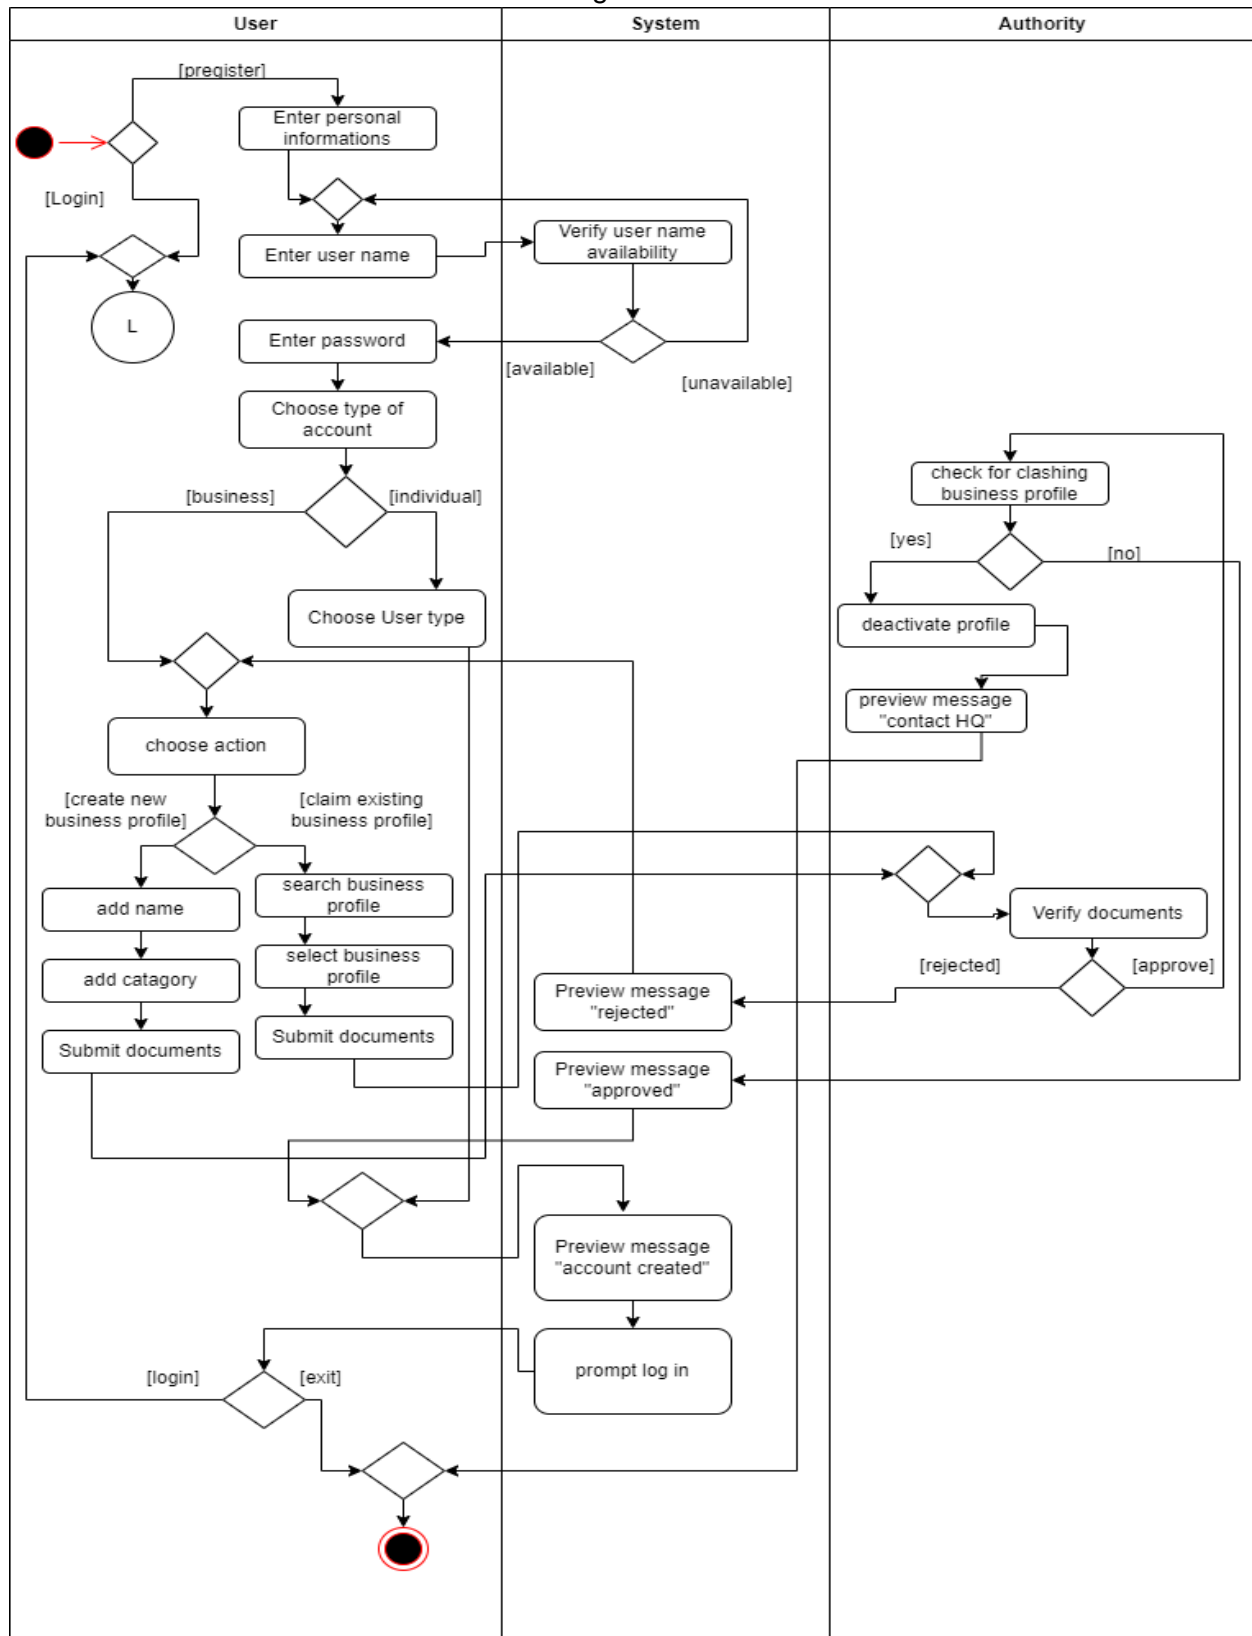 User
System
Authority
[pregister]
Enter personal
informations
[Login]
Enter user name
Verify user name
availability
L
Enter password
[available]
[unavailable]
Choose type of
account
[business]
[individual]
check for clashing
business profile
[yes]
[no]
Choose User type
deactivate profile
preview message
"contact HQ"
choose action
[create new
business profile]
[claim existing
business profile]
search business
profile
add name
Verify documents
select business
profile
add catagory
[rejected]
[approve]
Preview message
"rejected"
Submit documents
Submit documents
Preview message
"approved"
Preview message
"account created"
prompt log in
[login]
[exit]